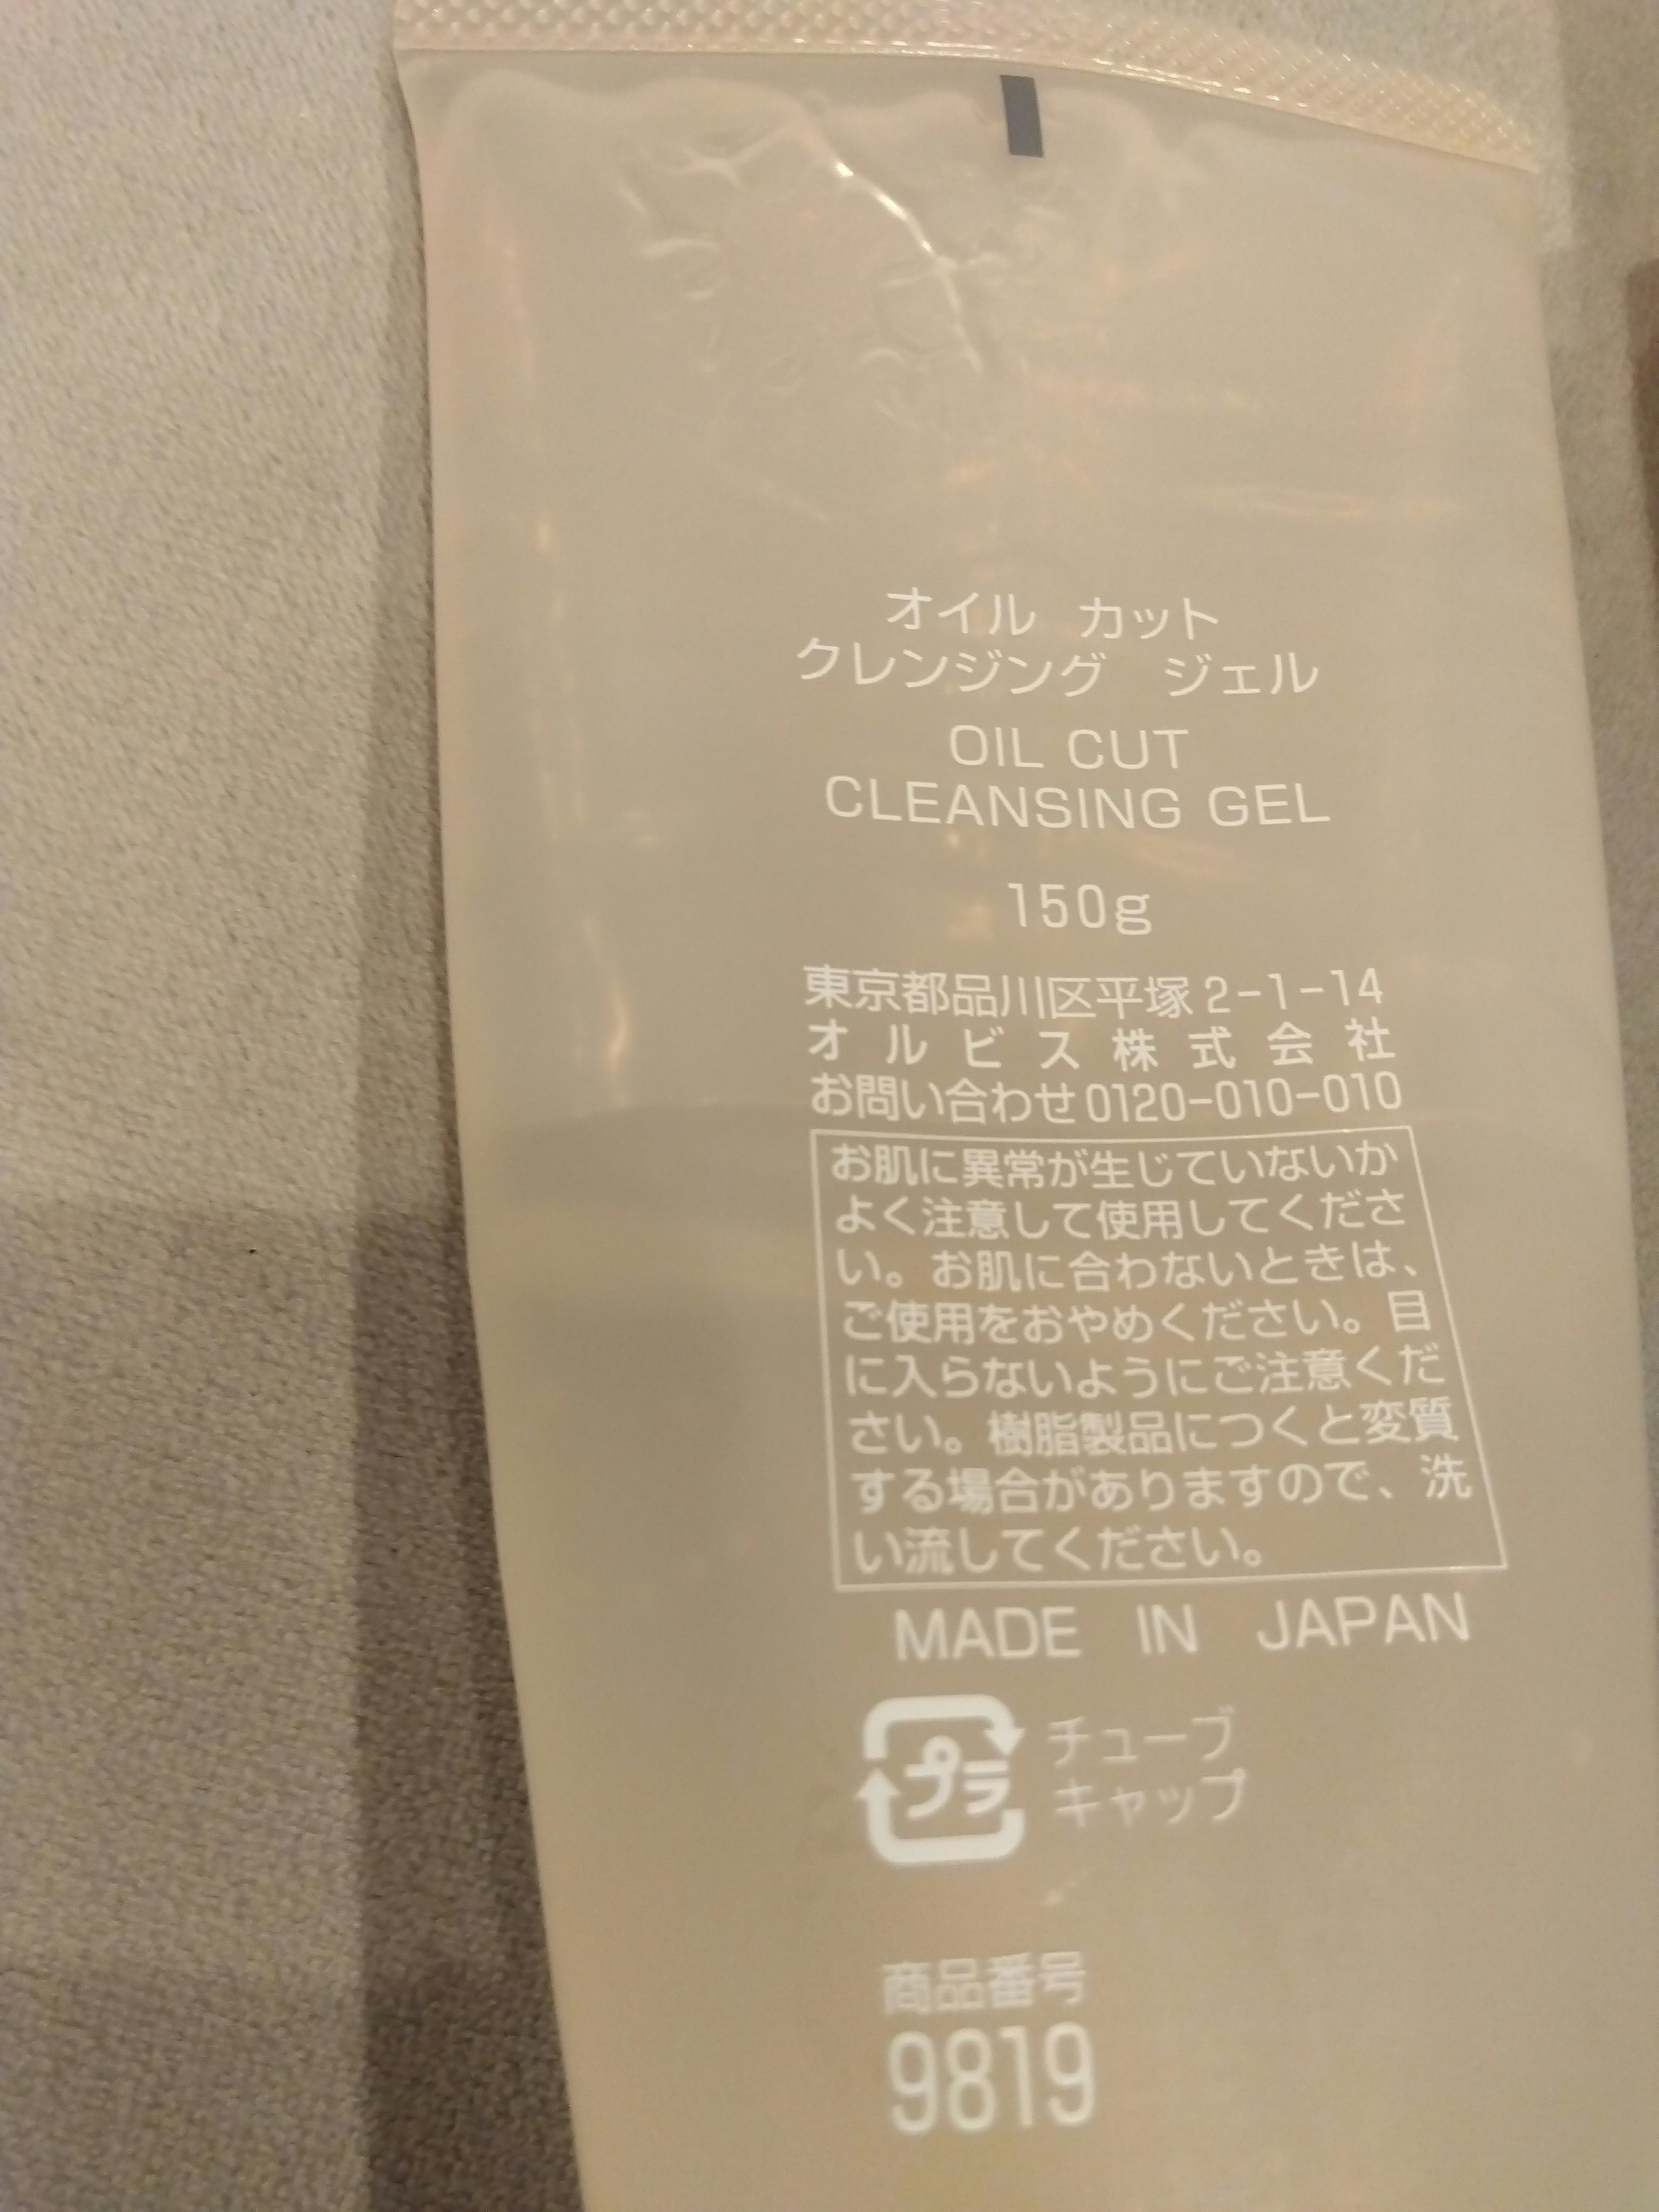 オイル カット
クレンジング ジェル
OIL CUT
CLEANSING GEL
150g
東京都品川区平塚2-1-14
オルビス株式会社
お問い合わせ0120-010-010
お肌に異常が生じていないか
よく注意して使用してくださ
い。お肌に合わないときは、
ご使用をおやめください。目
に入らないようにご注意くだ
さい。樹脂製品につくと変質
する場合がありますので、洗
い流してください。
MADE IN JAPAN
プラ
チューブ
キャップ
商品番号
9819